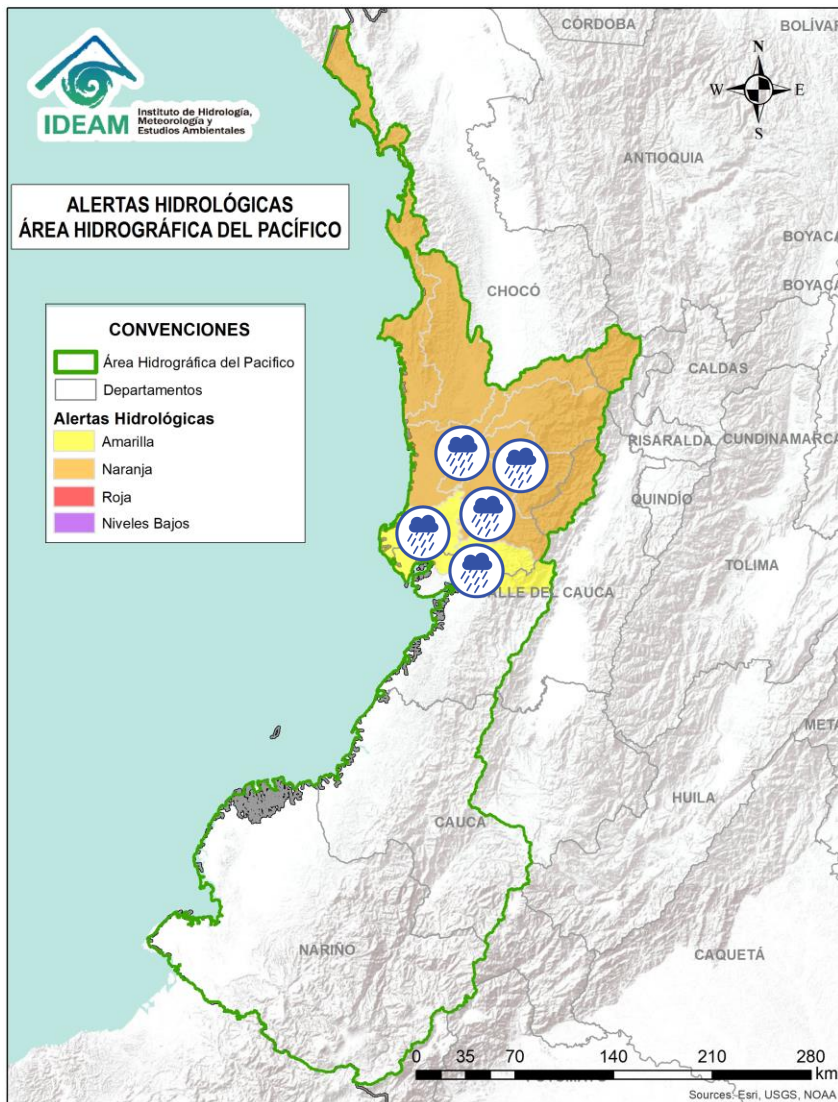 CÓRDOBA
BOLÍVAR
N
W E
S
IDEAM
Instituto de Hidrología,
Meteorología y
Estudios Ambientales
ANTIOQUIA
ALERTAS HIDROLÓGICAS
ÁREA HIDROGRÁFICA DEL PACÍFICO
BOYACÁ
BOYACÁ
CHOCÓ
CONVENCIONES
Área Hidrográfica del Pacifico
Departamentos
Alertas Hidrológicas
Amarilla
Naranja
Roja
Niveles Bajos
CALDAS
RISARALDA
CUNDINAMARCA
QUINDÍO
TOLIMA
ALLE DEL CAUCA
META
HUILA
CAUCA
NARIÑO
CAQUETÁ
0 35 70 140 210 280
km
Sources: Esri, USGS, NOAA